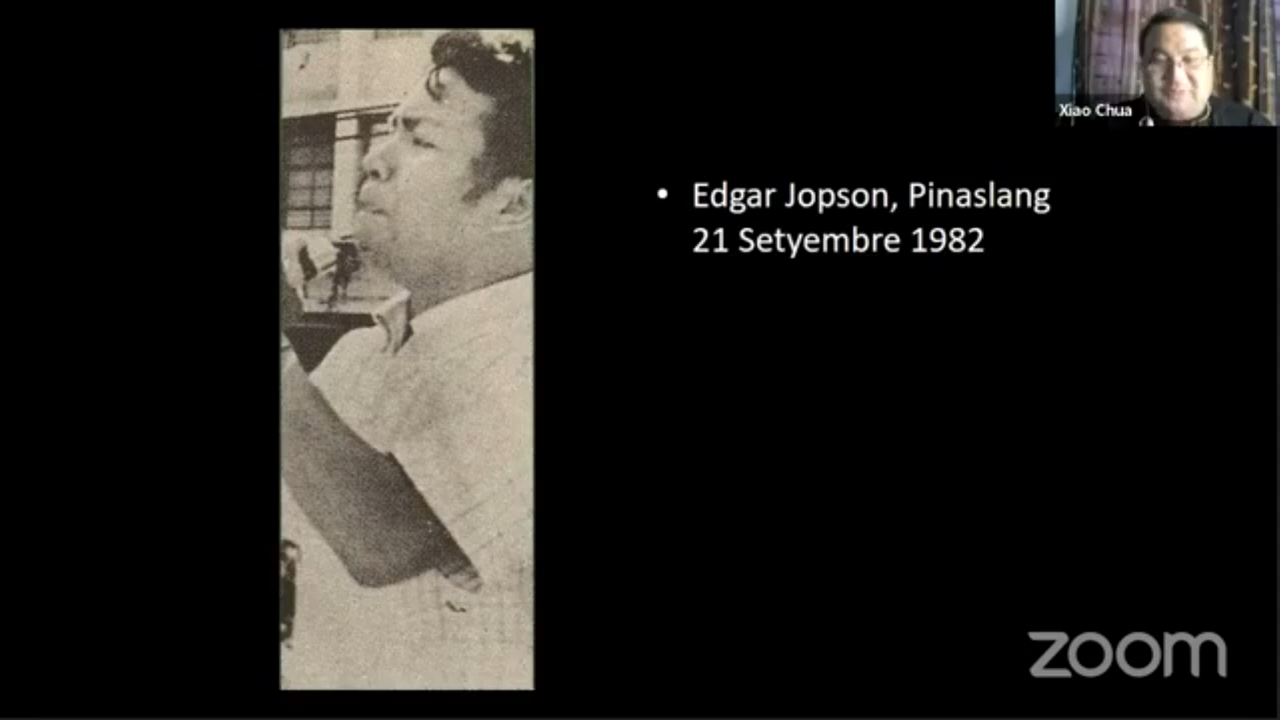 Xiao Chua
• Edgar Jopson, Pinaslang
21 Setyembre 1982
zoom